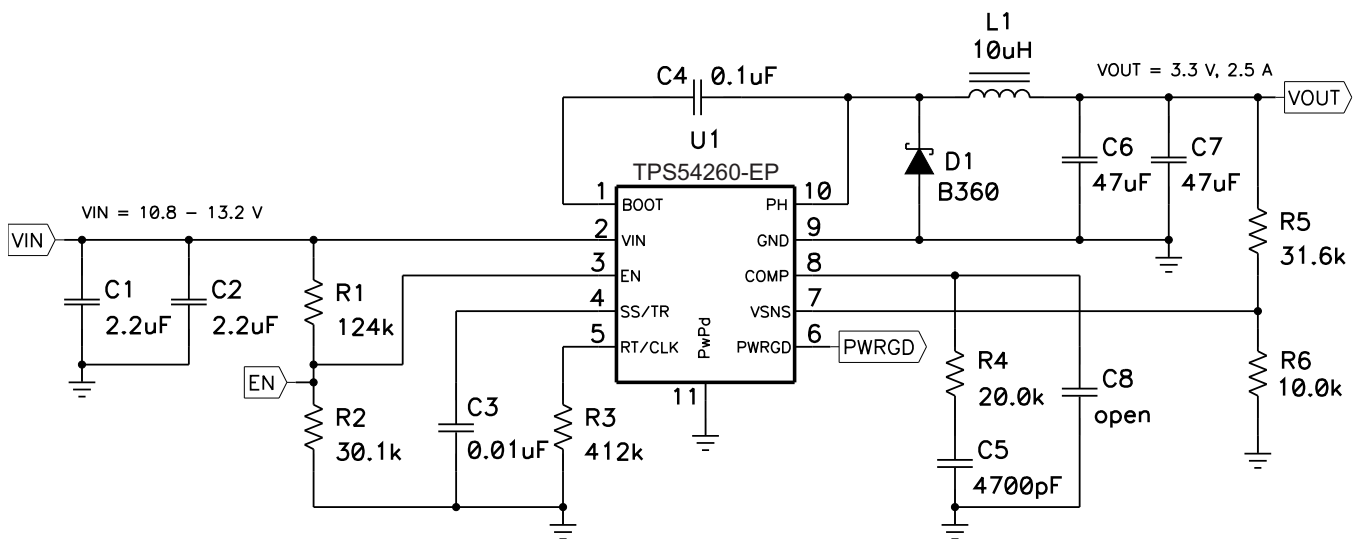 L1
10uH
C4 0.1uF
VOUT = 3.3 V, 2.5 A
VOUT
U1
TPS54260-EP
D1
B360
C6
47uF
C7
47uF
1
BOOT
PH
10
VIN = 10.8 – 13.2 V
VIN
2
VIN
GND
9
R5
31.6k
3
EN
COMP
8
C1
2.2uF
C2
2.2uF
R1
124k
4
SS/TR
VSNS
7
5
RT/CLK
PwPd
PWRGD
6
PWRGD
EN
11
R4
20.0k
C8
open
R6
10.0k
R2
30.1k
C3
0.01uF
R3
412k
C5
4700pF